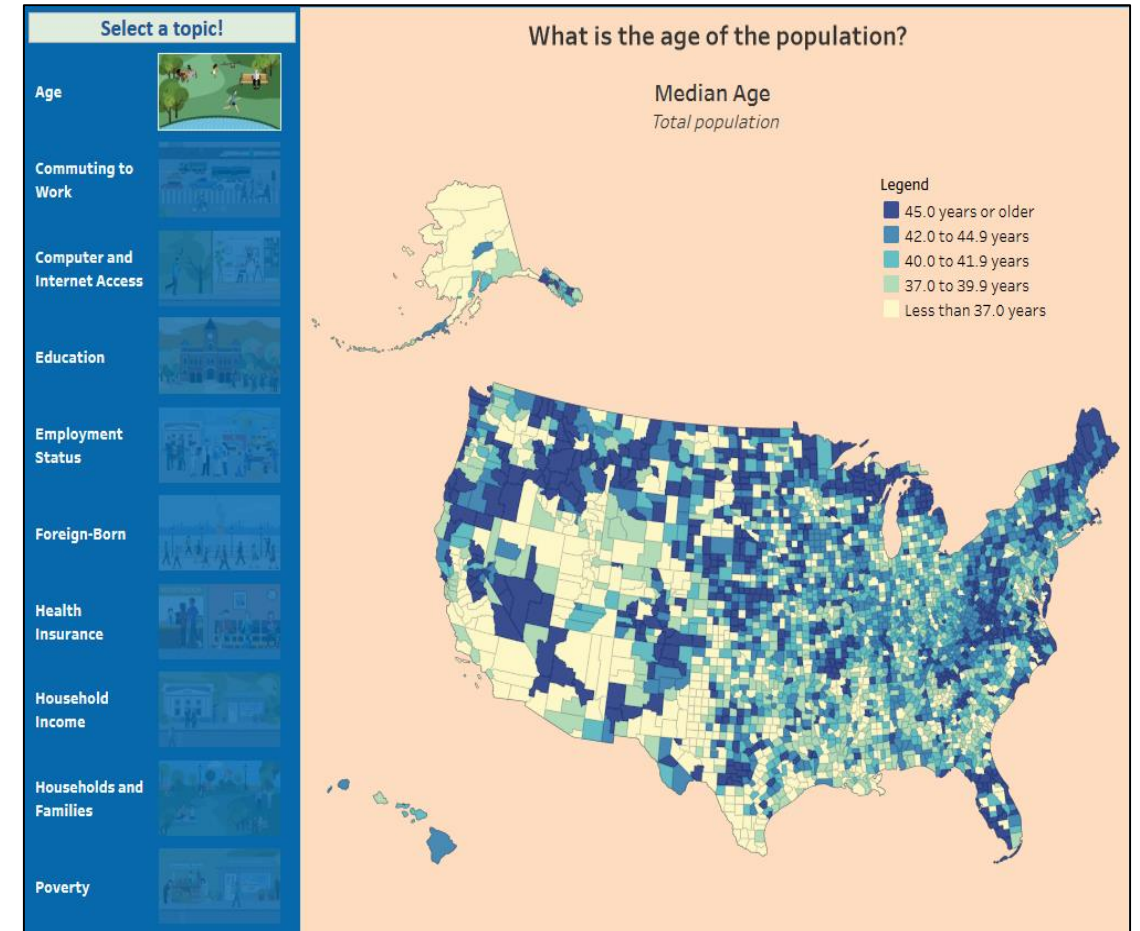 Select a topic!
Age
Commuting to
Work
Computer and
Internet Access
Education
Employment
Status
Foreign-Born
Health
Insurance
Household
Income
Households and
Families
Poverty
What is the age of the population?
Median Age
Total population
Legend
45.0 years or older
42.0 to 44.9 years
40.0 to 41.9 years
37.0 to 39.9 years
Less than 37.0 years